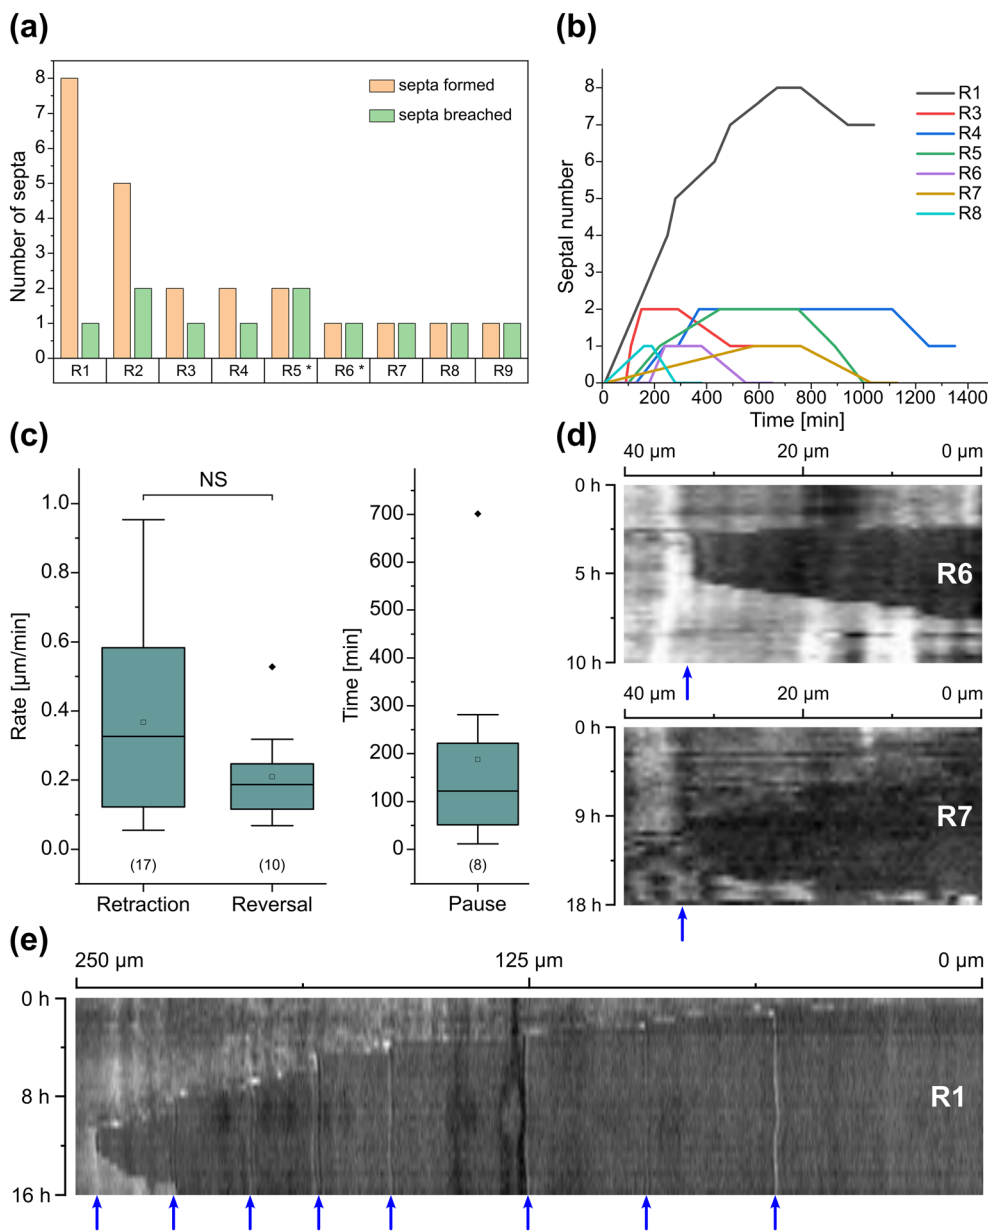 (a)
Number of septa
8
7
6
5
4
3
2
1
0
septa formed
septa breached
R1 R2 R3 R4 R5 * R6 * R7 R8 R9
(b)
Septal number
8
7
6
5
4
3
2
1
0
R1
R3
R4
R5
R6
R7
R8
0 200 400 600 800 1000 1200 1400
Time [min]
(c)
Rate [µm/min]
1.0
0.8
0.6
0.4
0.2
0.0
NS
(17) (10)
Retraction Reversal
Time [min]
700
600
500
400
300
200
100
0
(8)
Pause
(d)
40 µm 20 µm 0 µm
0 h
5 h
10 h
R6
40 µm 20 µm 0 µm
0 h
9 h
18 h
R7
(e)
250 µm 125 µm 0 µm
0 h
8 h
16 h
R1